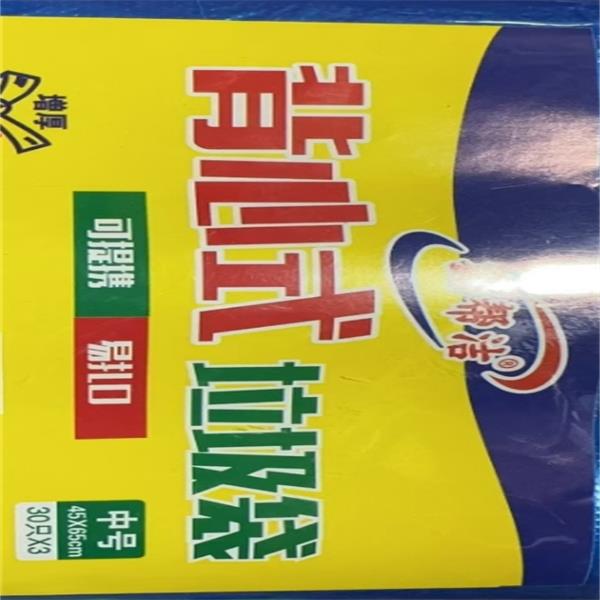 帮洁®
背心式垃圾袋
可提携 易扎口
增厚
中号
45X65cm
30只X3